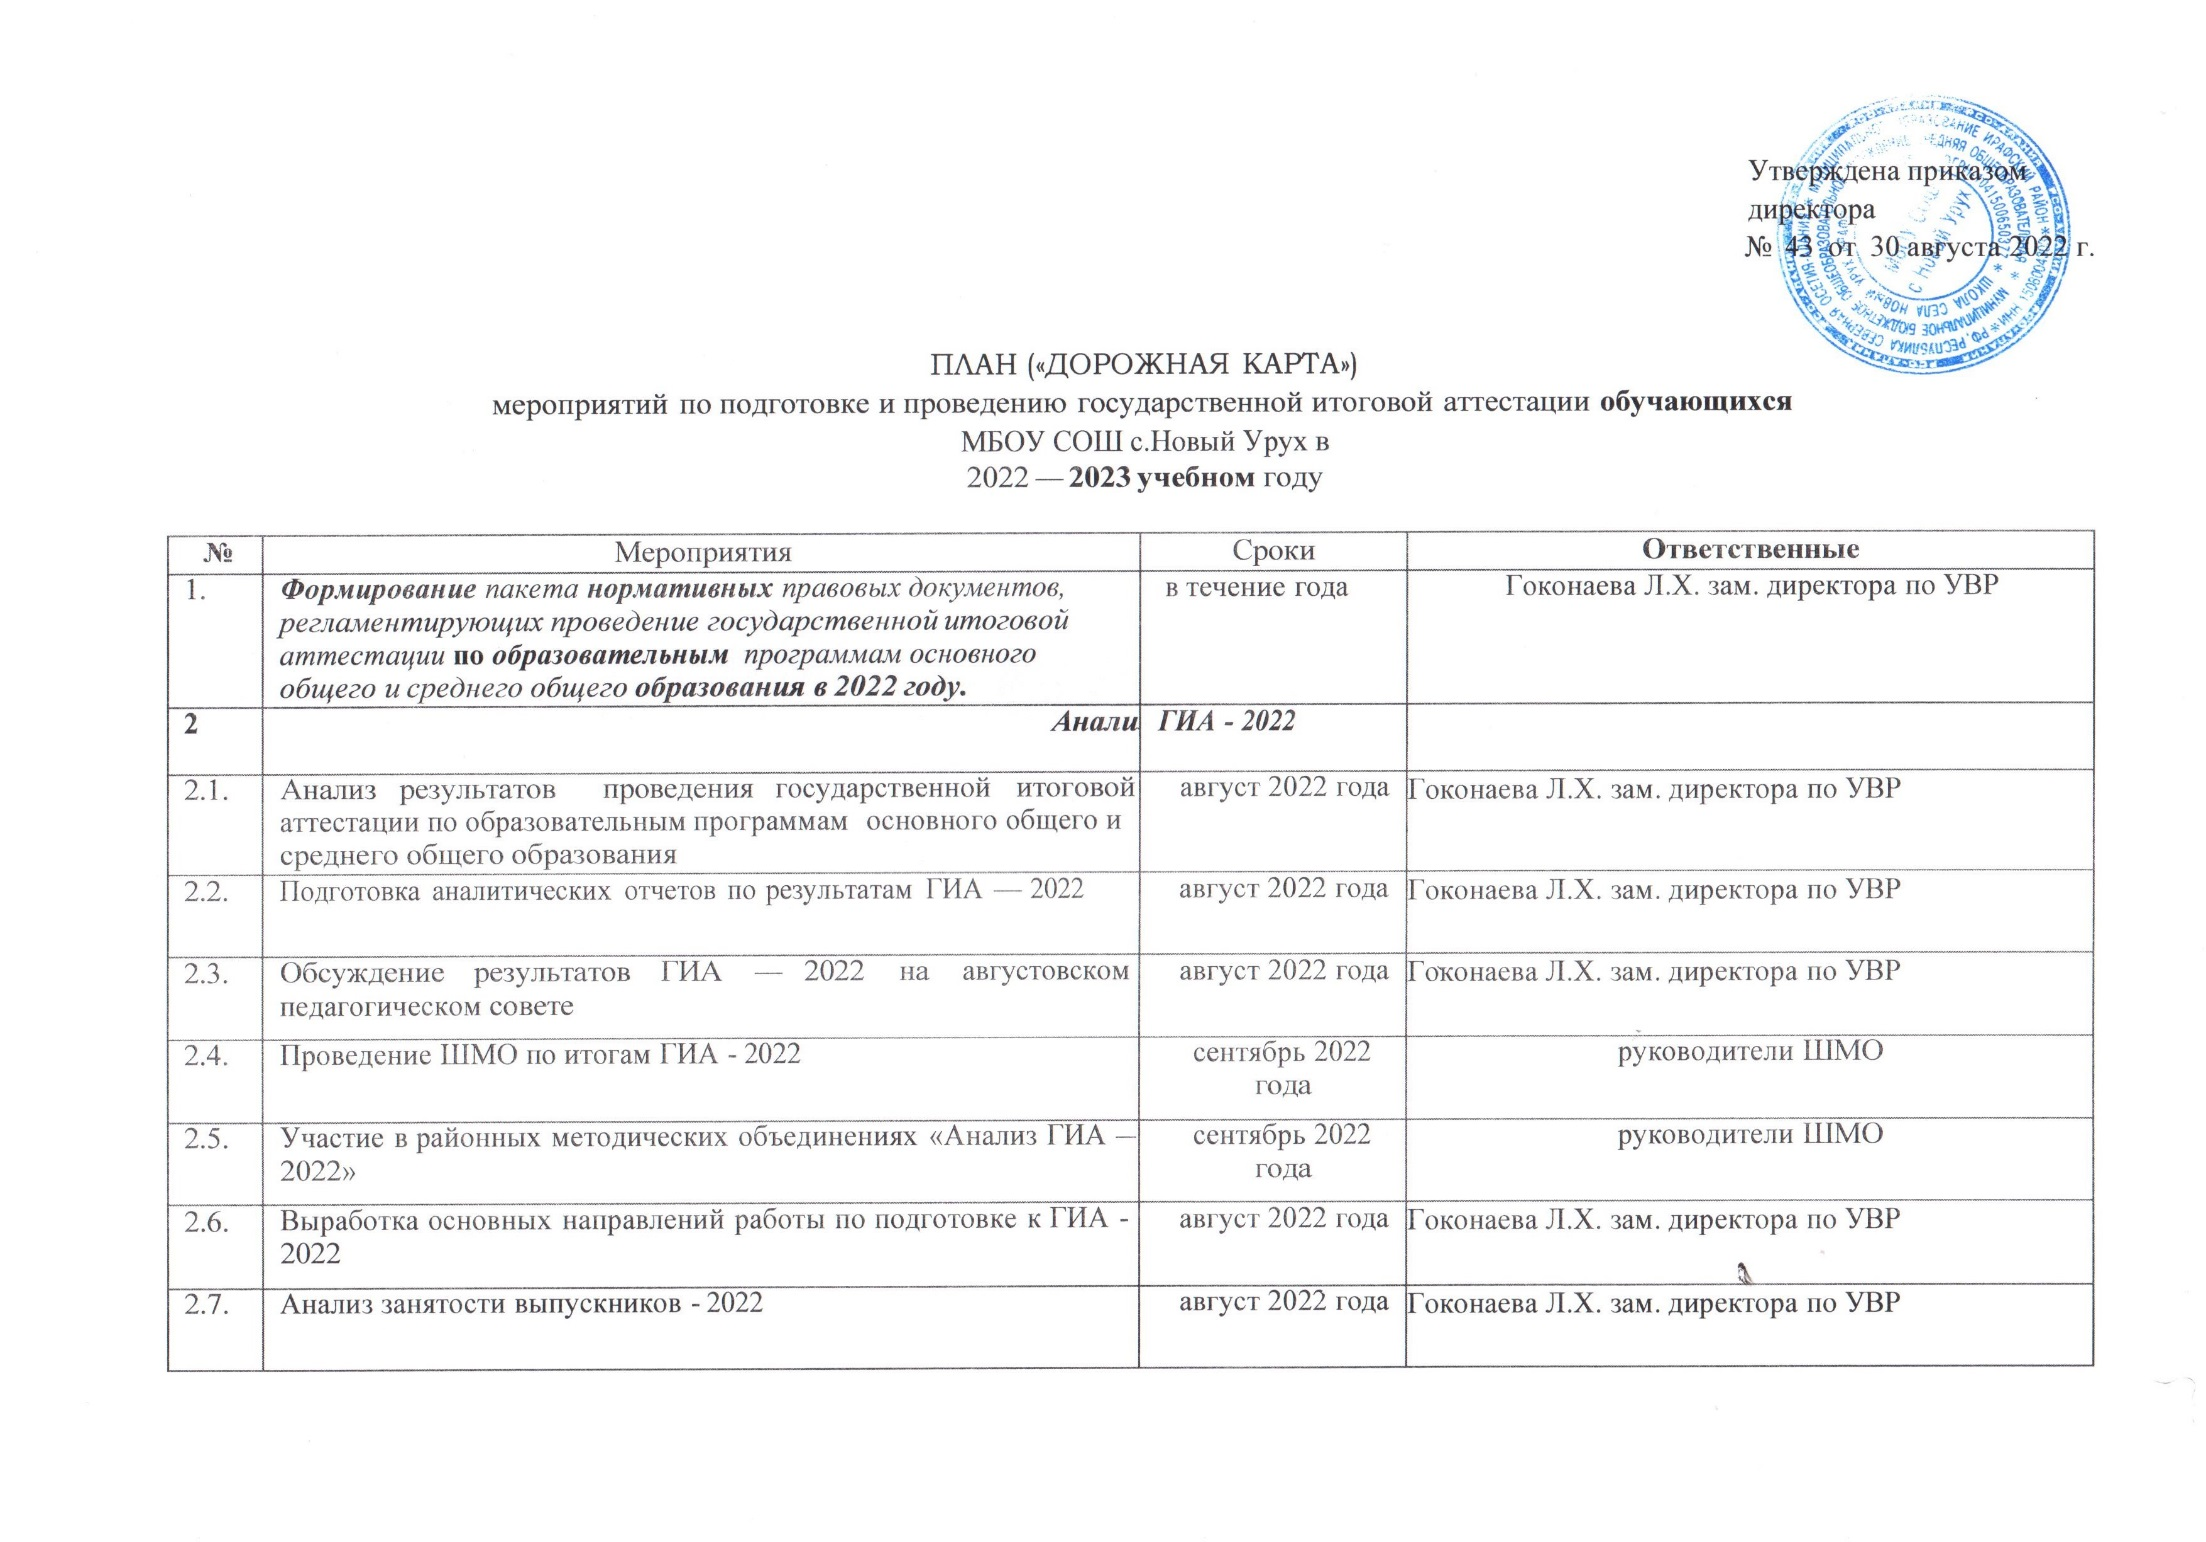 Утверждена приказом
директора
№ 43 от 30 августа 2022 г.
МБОУ СОШ
с Новый Урух
ПЛАН («ДОРОЖНАЯ КАРТА»)
мероприятий по подготовке и проведению государственной итоговой аттестации обучающихся
МБОУ СОШ с.Новый Урух в
2022 — 2023 учебном году
№ Мероприятия Сроки Ответственные
1. Формирование пакета нормативных правовых документов, в течение года Гоконаева Л.Х. зам. директора по УВР
регламентирующих проведение государственной итоговой
аттестации по образовательным программам основного
общего и среднего общего образования в 2022 году.
2 Анали ГИА - 2022
2.1. Анализ результатов проведения государственной итоговой август 2022 года Гоконаева Л.Х. зам. директора по УВР
аттестации по образовательным программам основного общего и
среднего общего образования
2.2. Подготовка аналитических отчетов по результатам ГИА — 2022 август 2022 года Гоконаева Л.Х. зам. директора по УВР
2.3. Обсуждение результатов ГИА — 2022 на августовском август 2022 года Гоконаева Л.Х. зам. директора по УВР
педагогическом совете
2.4. Проведение ШМО по итогам ГИА - 2022 сентябрь 2022 руководители ШМО
года
2.5. Участие в районных методических объединениях «Анализ ГИА – сентябрь 2022 руководители ШМО
2022» года
2.6. Выработка основных направлений работы по подготовке к ГИА - август 2022 года Гоконаева Л.Х. зам. директора по УВР
2022
2.7. Анализ занятости выпускников - 2022 август 2022 года Гоконаева Л.Х. зам. директора по УВР